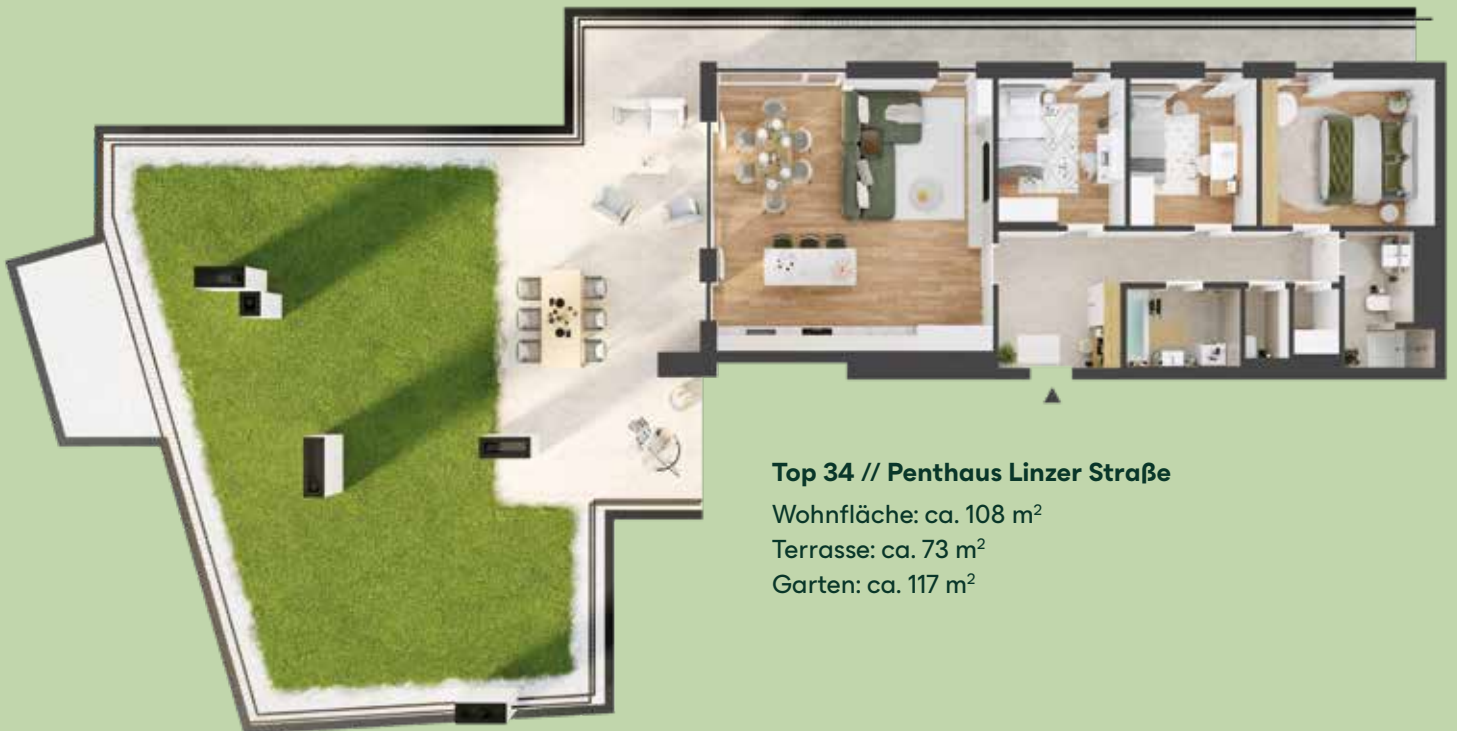 Top 34 // Penthaus Linzer Straße
Wohnfläche: ca. 108 m²
Terrasse: ca. 73 m²
Garten: ca. 117 m²